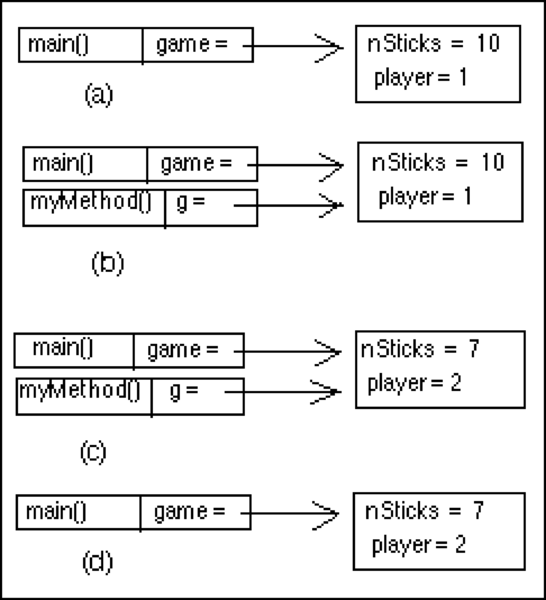 main() game = nSticks = 10
player = 1
(a)
main() game = nSticks = 10
myMethod() g = player = 1
(b)
main() game = nSticks = 7
myMethod() g = player = 2
(c)
main() game = nSticks = 7
player = 2
(d)